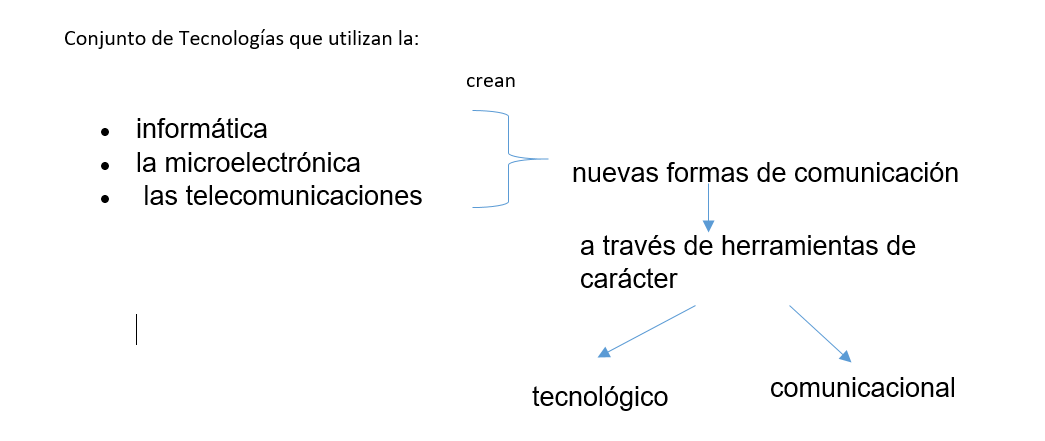 Conjunto de Tecnologías que utilizan la:
crean
• informática
• la microelectrónica
• las telecomunicaciones
nuevas formas de comunicación
a través de herramientas de
carácter
tecnológico
comunicacional